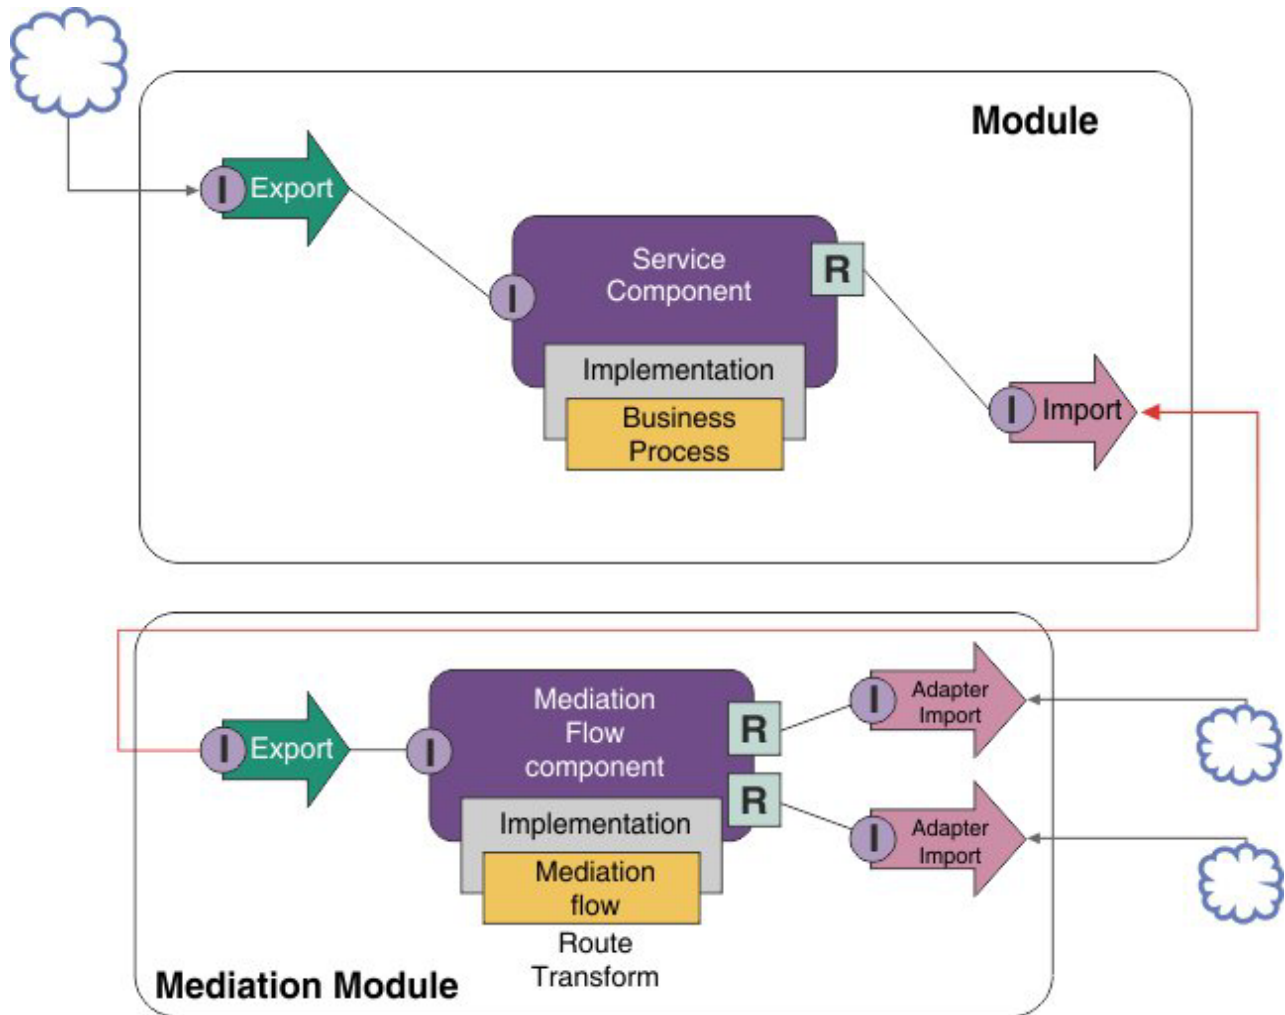 Module
I
Export
I
Service
Component
R
Implementation
Business
Process
I
Import
I
Export
I
Mediation
Flow
component
R
R
Implementation
Mediation
flow
Route
Transform
I
Adapter
Import
I
Adapter
Import
Mediation Module